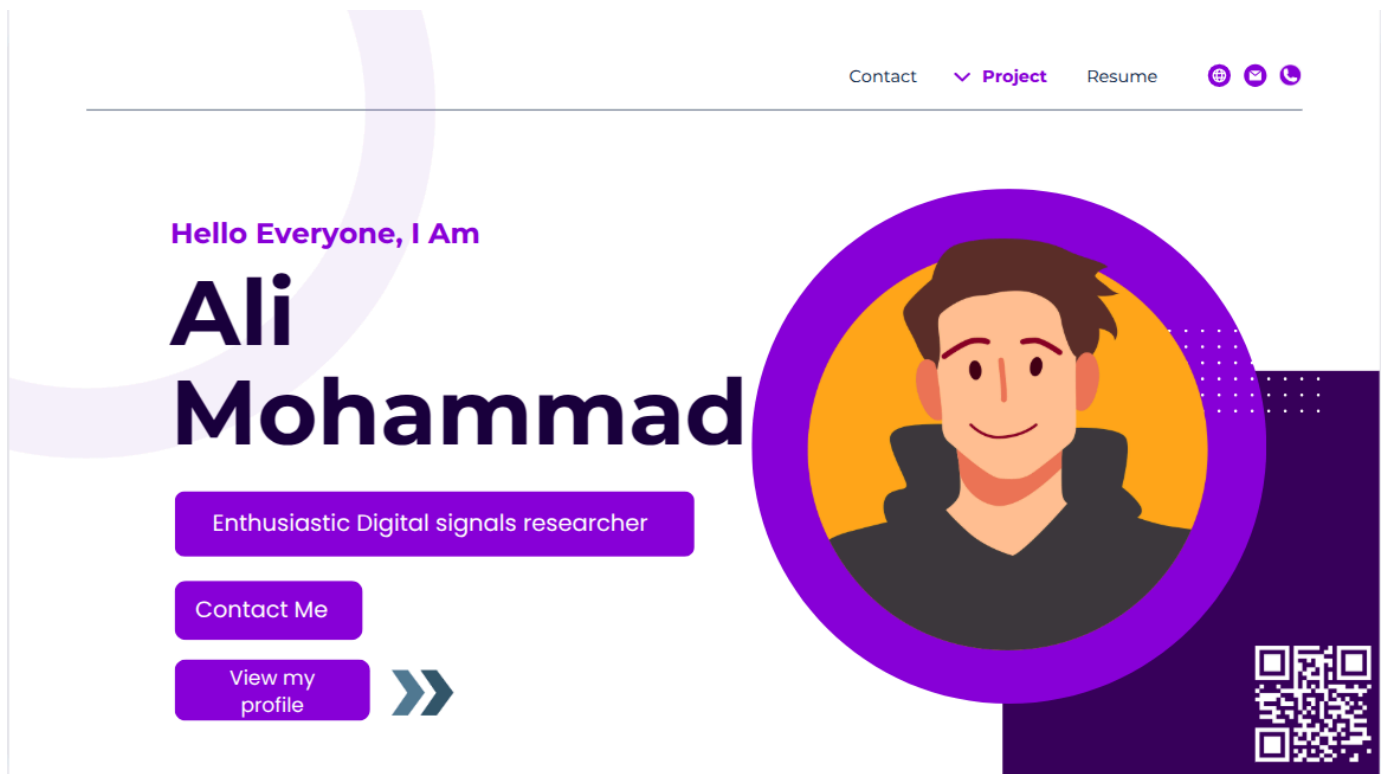 Contact Project Resume
Hello Everyone, I Am
Ali
Mohammad
Enthusiastic Digital signals researcher
Contact Me
View my
profile